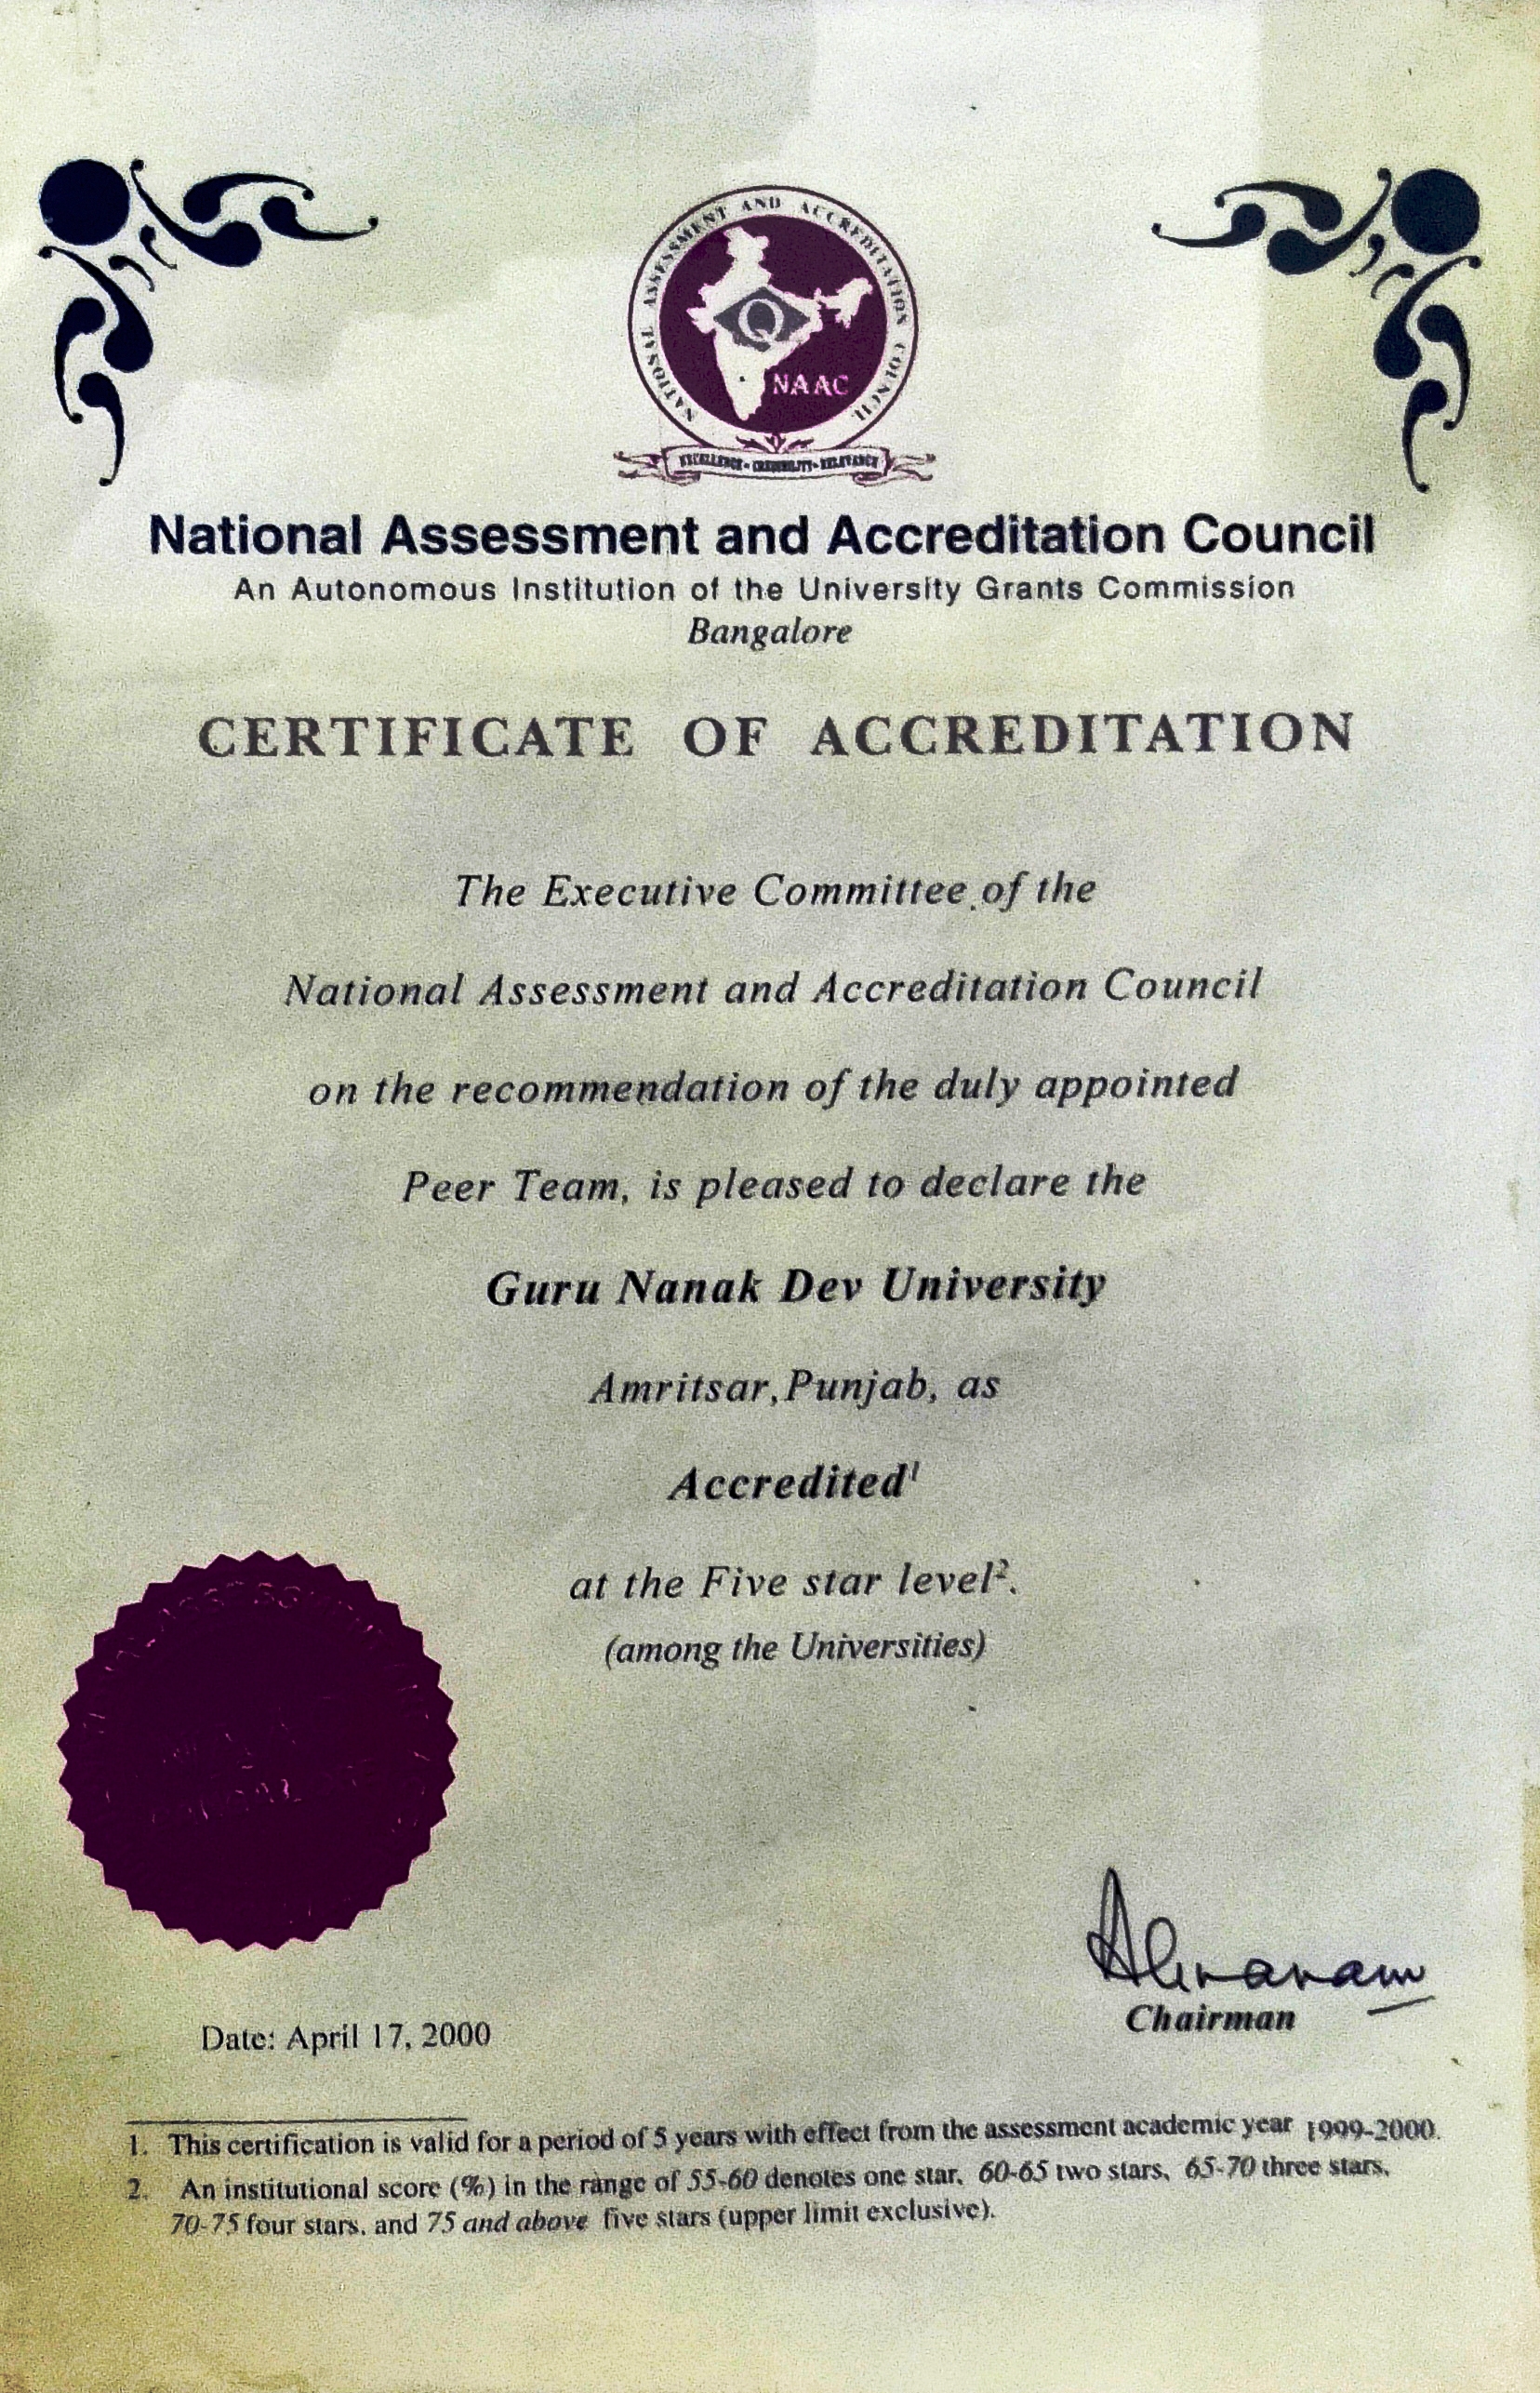 NATIONAL ASSESSMENT AND ACCREDITATION COUNCIL
Q
NAAC
EXCELLENCE - CREDIBILITY - RELEVANCE
National Assessment and Accreditation Council
An Autonomous Institution of the University Grants Commission
Bangalore
CERTIFICATE OF ACCREDITATION
The Executive Committee of the
National Assessment and Accreditation Council
on the recommendation of the duly appointed
Peer Team, is pleased to declare the
Guru Nanak Dev University
Amritsar, Punjab, as
Accredited¹
at the Five star level².
(among the Universities)
Chairman
Date: April 17, 2000
1. This certification is valid for a period of 5 years with effect from the assessment academic year 1999-2000.
2. An institutional score (%) in the range of 55-60 denotes one star, 60-65 two stars, 65-70 three stars,
70-75 four stars, and 75 and above five stars (upper limit exclusive).